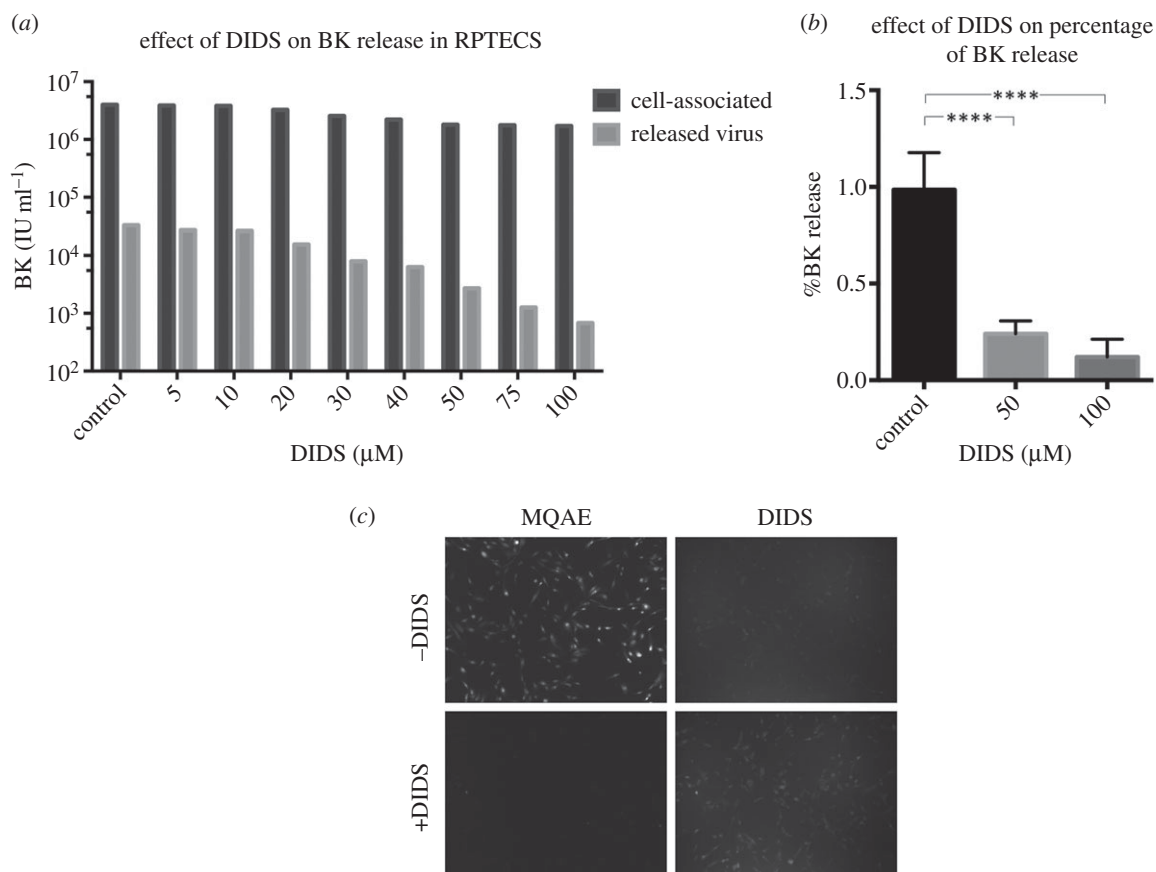 (a)
effect of DIDS on BK release in RPTECS
10⁷
10⁶
10⁵
10⁴
10³
10²
BK (IU ml⁻¹)
cell-associated
released virus
control 5 10 20 30 40 50 75 100
DIDS (µM)
(b)
effect of DIDS on percentage
of BK release
1.5
1.0
0.5
0.0
%BK release
****
****
control 50 100
DIDS (µM)
(c)
MQAE DIDS
–DIDS
+DIDS